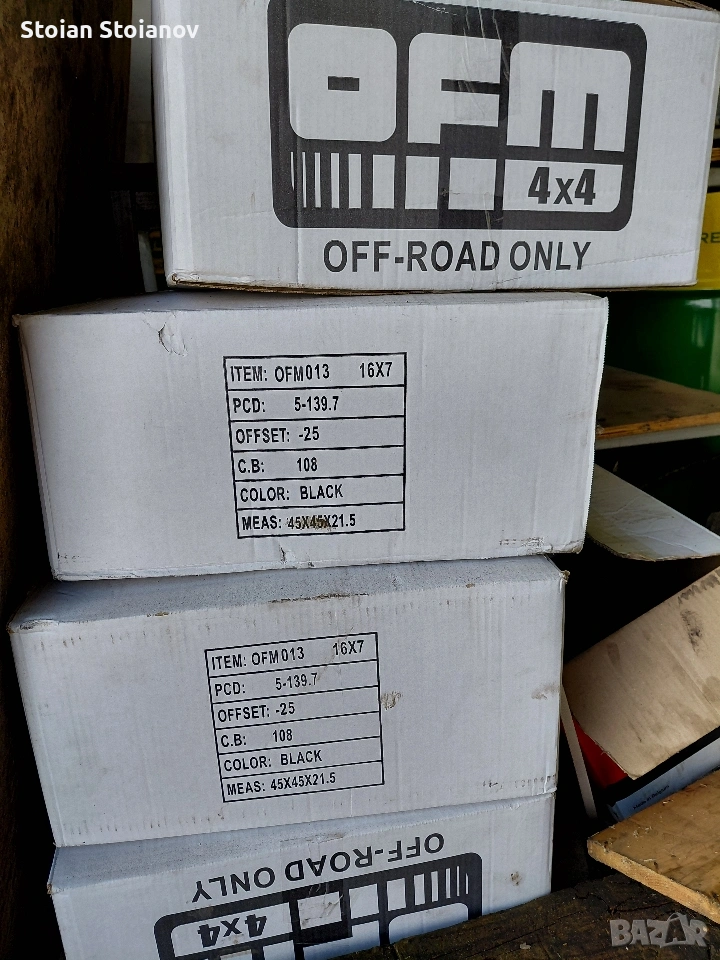 Stoian Stoianov
OFM
4x4
OFF-ROAD ONLY
RE
ITEM: OFM013 16X7
PCD: 5-139.7
OFFSET: -25
C.B: 108
COLOR: BLACK
MEAS: 45X45X21.5
ITEM: OFM013 16X7
PCD: 5-139.7
OFFSET: -25
C.B: 108
COLOR: BLACK
MEAS: 45X45X21.5
OFF-ROAD ONLY
4x4
BAZAR